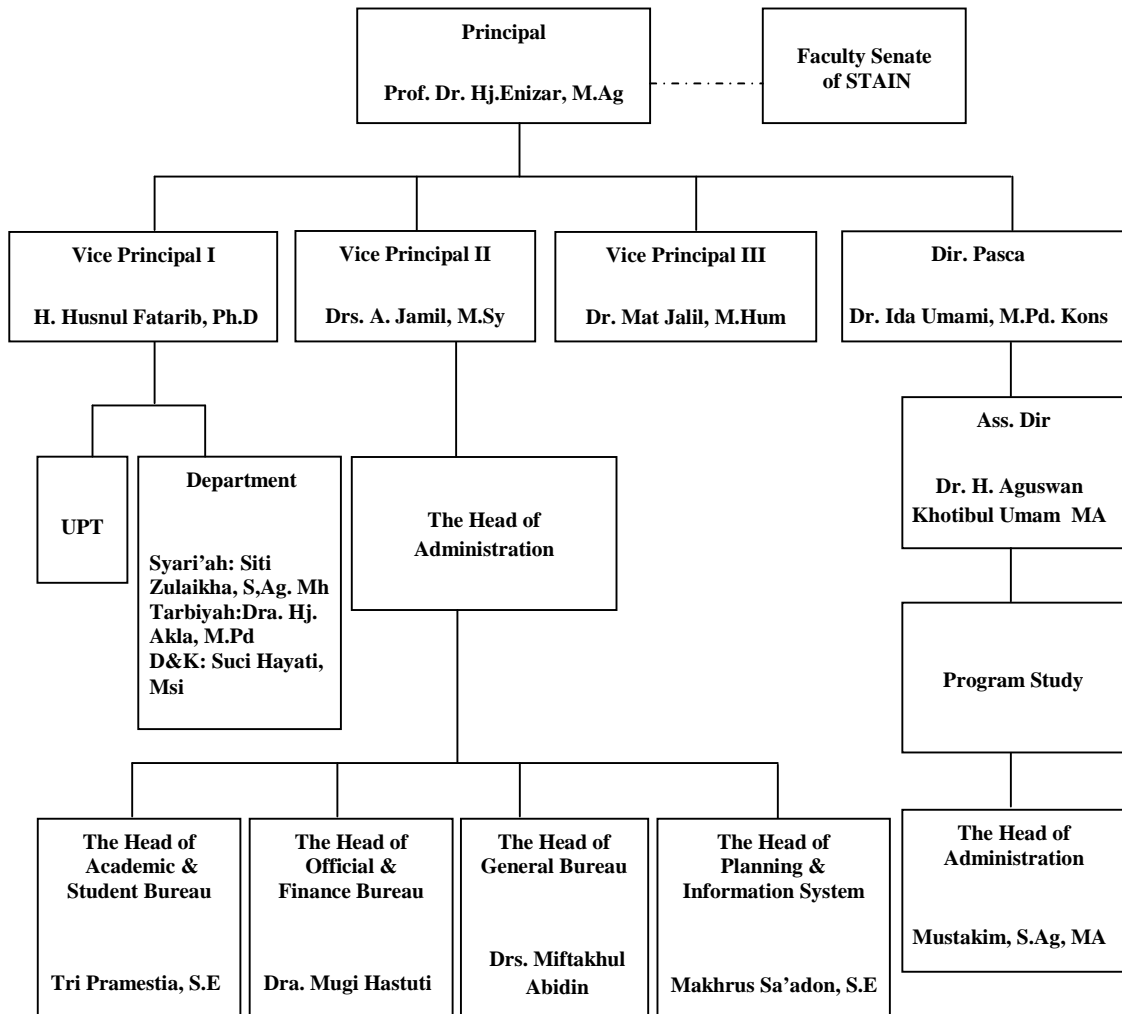 Principal
Prof. Dr. Hj.Enizar, M.Ag
Faculty Senate
of STAIN
Vice Principal I
H. Husnul Fatarib, Ph.D
Vice Principal II
Drs. A. Jamil, M.Sy
Vice Principal III
Dr. Mat Jalil, M.Hum
Dir. Pasca
Dr. Ida Umami, M.Pd. Kons
UPT
Department
Syari’ah: Siti
Zulaikha, S,Ag. Mh
Tarbiyah:Dra. Hj.
Akla, M.Pd
D&K: Suci Hayati,
Msi
The Head of
Administration
Ass. Dir
Dr. H. Aguswan
Khotibul Umam  MA
Program Study
The Head of
Academic &
Student Bureau
Tri Pramestia, S.E
The Head of
Official &
Finance Bureau
Dra. Mugi Hastuti
The Head of
General Bureau
Drs. Miftakhul
Abidin
The Head of
Planning &
Information System
Makhrus Sa’adon, S.E
The Head of
Administration
Mustakim, S.Ag, MA